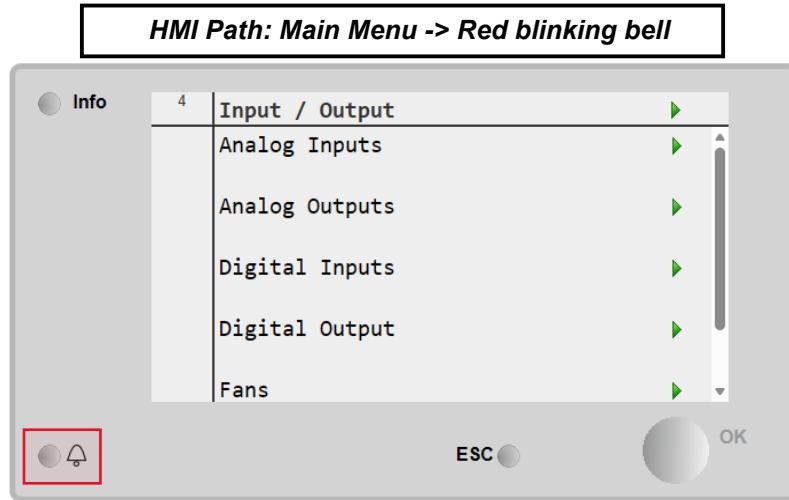 HMI Path: Main Menu -> Red blinking bell
Info
4
Input / Output
Analog Inputs
Analog Outputs
Digital Inputs
Digital Output
Fans
ESC
OK